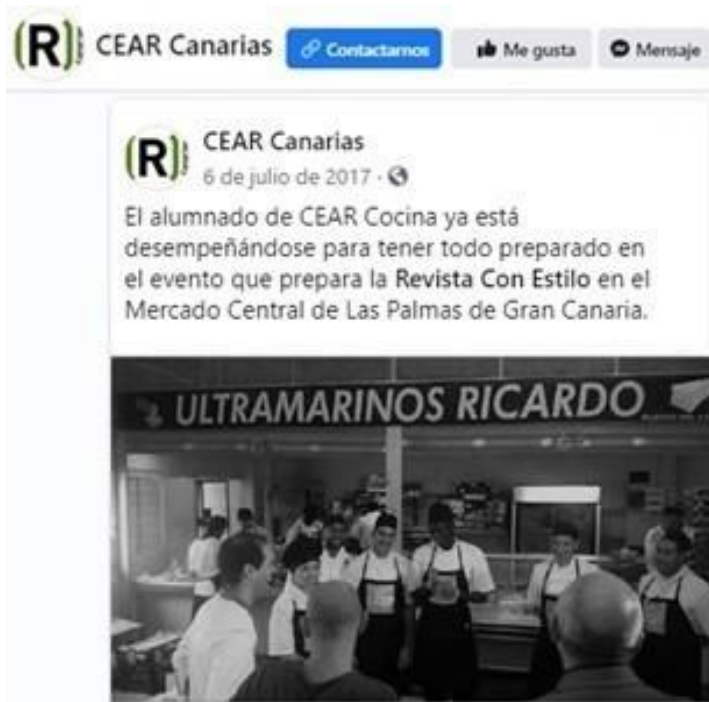 (R) CEAR Canarias Contactarnos Me gusta Mensaje
(R) CEAR Canarias
6 de julio de 2017 ·
El alumnado de CEAR Cocina ya está
desempeñándose para tener todo preparado en
el evento que prepara la Revista Con Estilo en el
Mercado Central de Las Palmas de Gran Canaria.
ULTRAMARINOS RICARDO